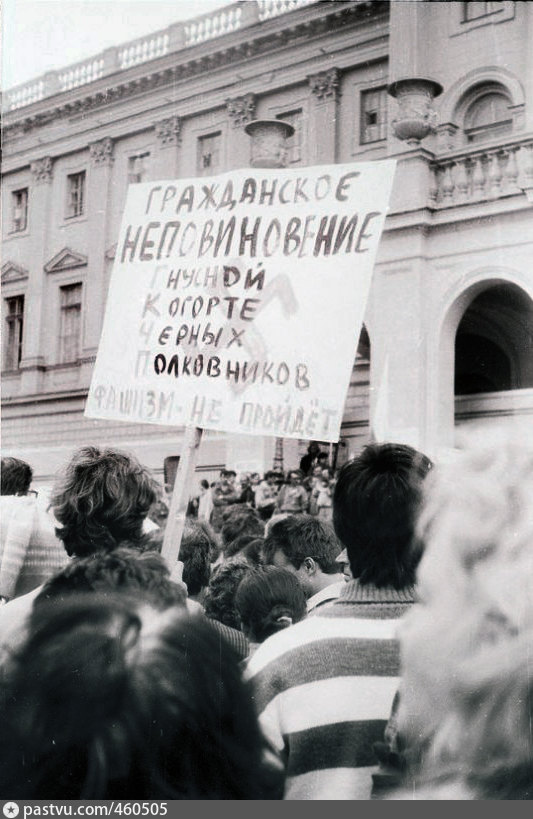 ГРАЖДАНСКОЕ
НЕПОВИНОВЕНИЕ
ГНУСНОЙ
КОГОРТЕ
ЧЕРНЫХ
ПОЛКОВНИКОВ
ФАШИЗМ - НЕ ПРОЙДЁТ
pastvu.com/460505